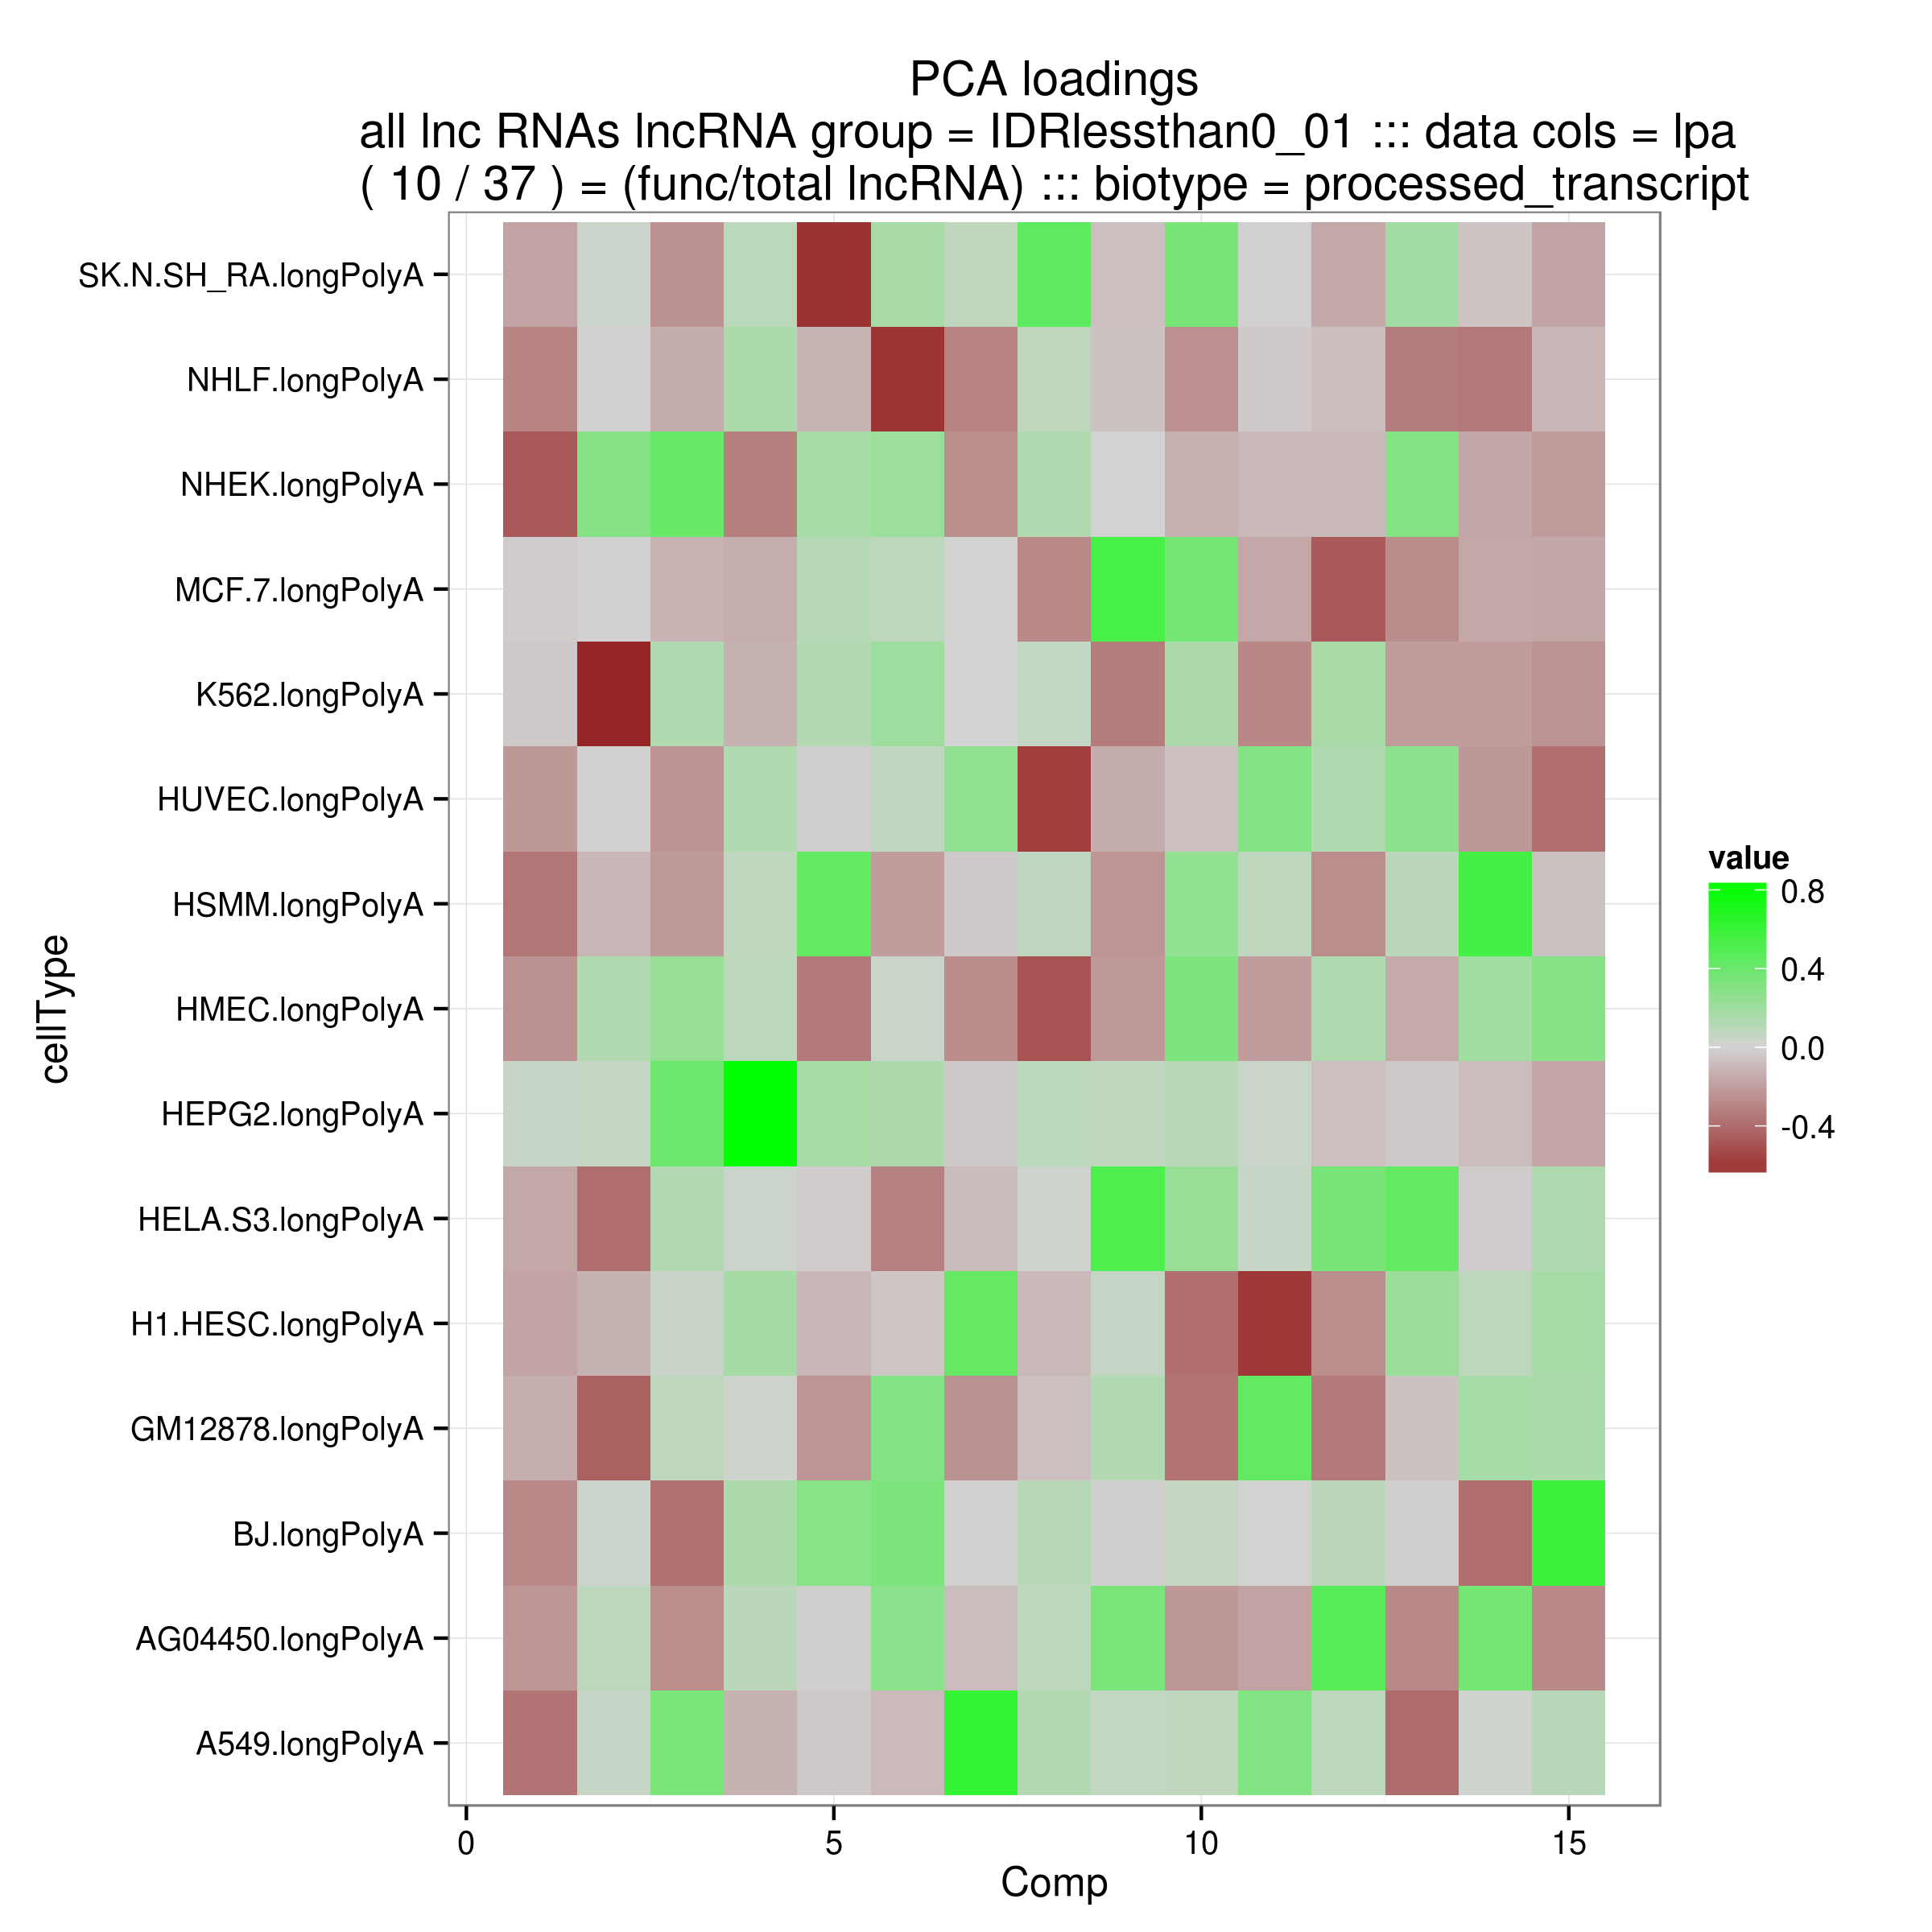 PCA loadings
all lnc RNAs lncRNA group = IDRlessthan0_01 ::: data cols = lpa
( 10 / 37 ) = (func/total lncRNA) ::: biotype = processed_transcript
cellType
SK.N.SH_RA.longPolyA
NHLF.longPolyA
NHEK.longPolyA
MCF.7.longPolyA
K562.longPolyA
HUVEC.longPolyA
HSMM.longPolyA
HMEC.longPolyA
HEPG2.longPolyA
HELA.S3.longPolyA
H1.HESC.longPolyA
GM12878.longPolyA
BJ.longPolyA
AG04450.longPolyA
A549.longPolyA
0 5 10 15
Comp
value
0.8
0.4
0.0
-0.4